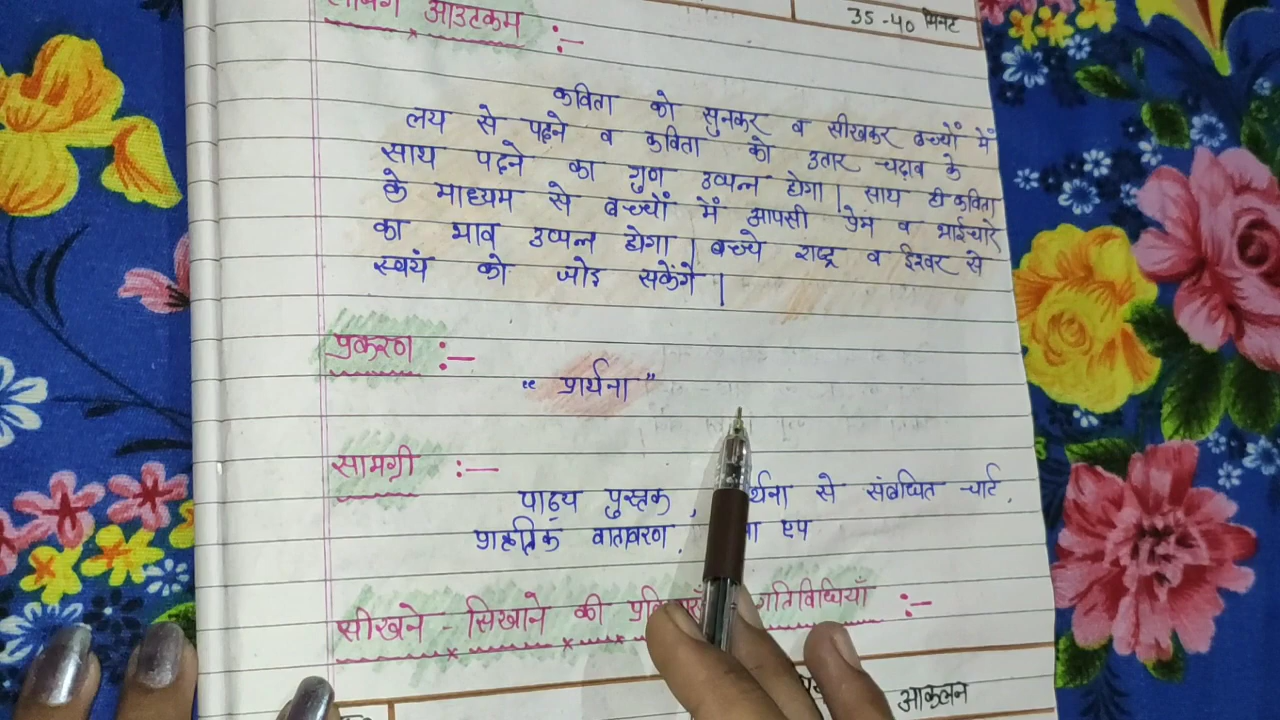 आउटकम :-
35-40 मिनट
कविता को सुनकर व सीखकर बच्चों में
लय से पढ़ने व कविता को उतार-चढ़ाव के
साथ पढ़ने का गुण उत्पन्न होगा। साथ ही कविता
के माध्यम से बच्चों में आपसी प्रेम व भाईचारे
का भाव उत्पन्न होगा। बच्चे राष्ट्र व ईश्वर से
स्वयं को जोड़ सकेंगे।
प्रकरण :-
“ प्रार्थना ”
सामग्री :-
पाठ्य पुस्तक, से संबंधित चार्ट,
प्राकृतिक वातावरण, एप
सीखने - सिखाने की गतिविधियाँ :-
आकलन